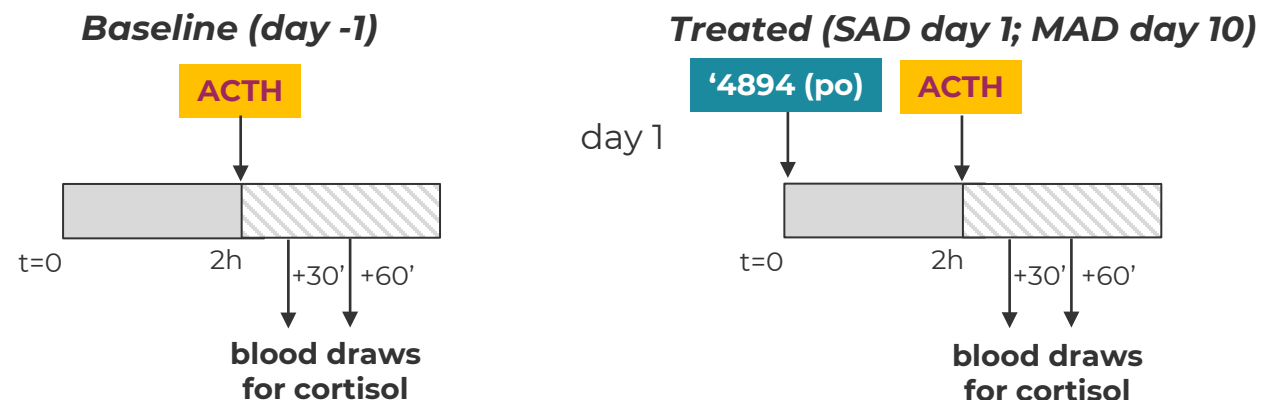 Baseline (day -1)
ACTH
t=0
2h
+30’
+60’
blood draws
for cortisol
Treated (SAD day 1; MAD day 10)
‘4894 (po)
ACTH
day 1
t=0
2h
+30’
+60’
blood draws
for cortisol